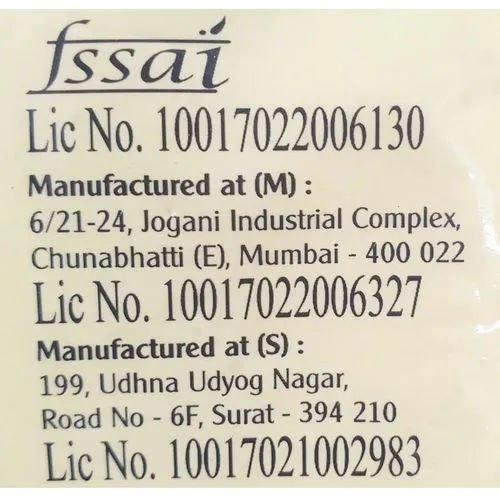 fssai
Lic No. 10017022006130
Manufactured at (M) :
6/21-24, Jogani Industrial Complex,
Chunabhatti (E), Mumbai - 400 022
Lic No. 10017022006327
Manufactured at (S) :
199, Udhna Udyog Nagar,
Road No - 6F, Surat - 394 210
Lic No. 10017021002983